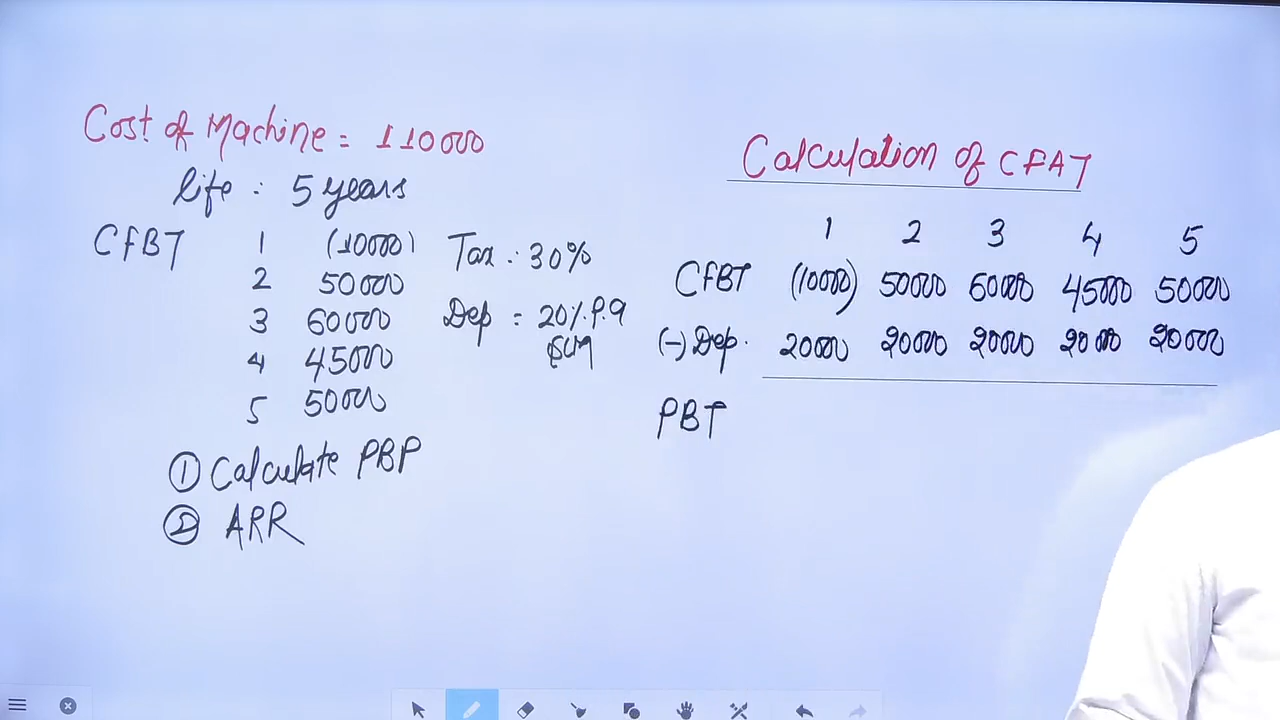 Cost of Machine = 110000
life : 5 years
CFBT 1 (10000) Tax : 30%
2 50000
3 60000 Dep = 20% P.a
4 45000 SLM
5 50000
① Calculate PBP
② ARR
Calculation of CFAT
1 2 3 4 5
CFBT (10000) 50000 60000 45000 50000
(-) Dep. 20000 20000 20000 20000 20000
PBT